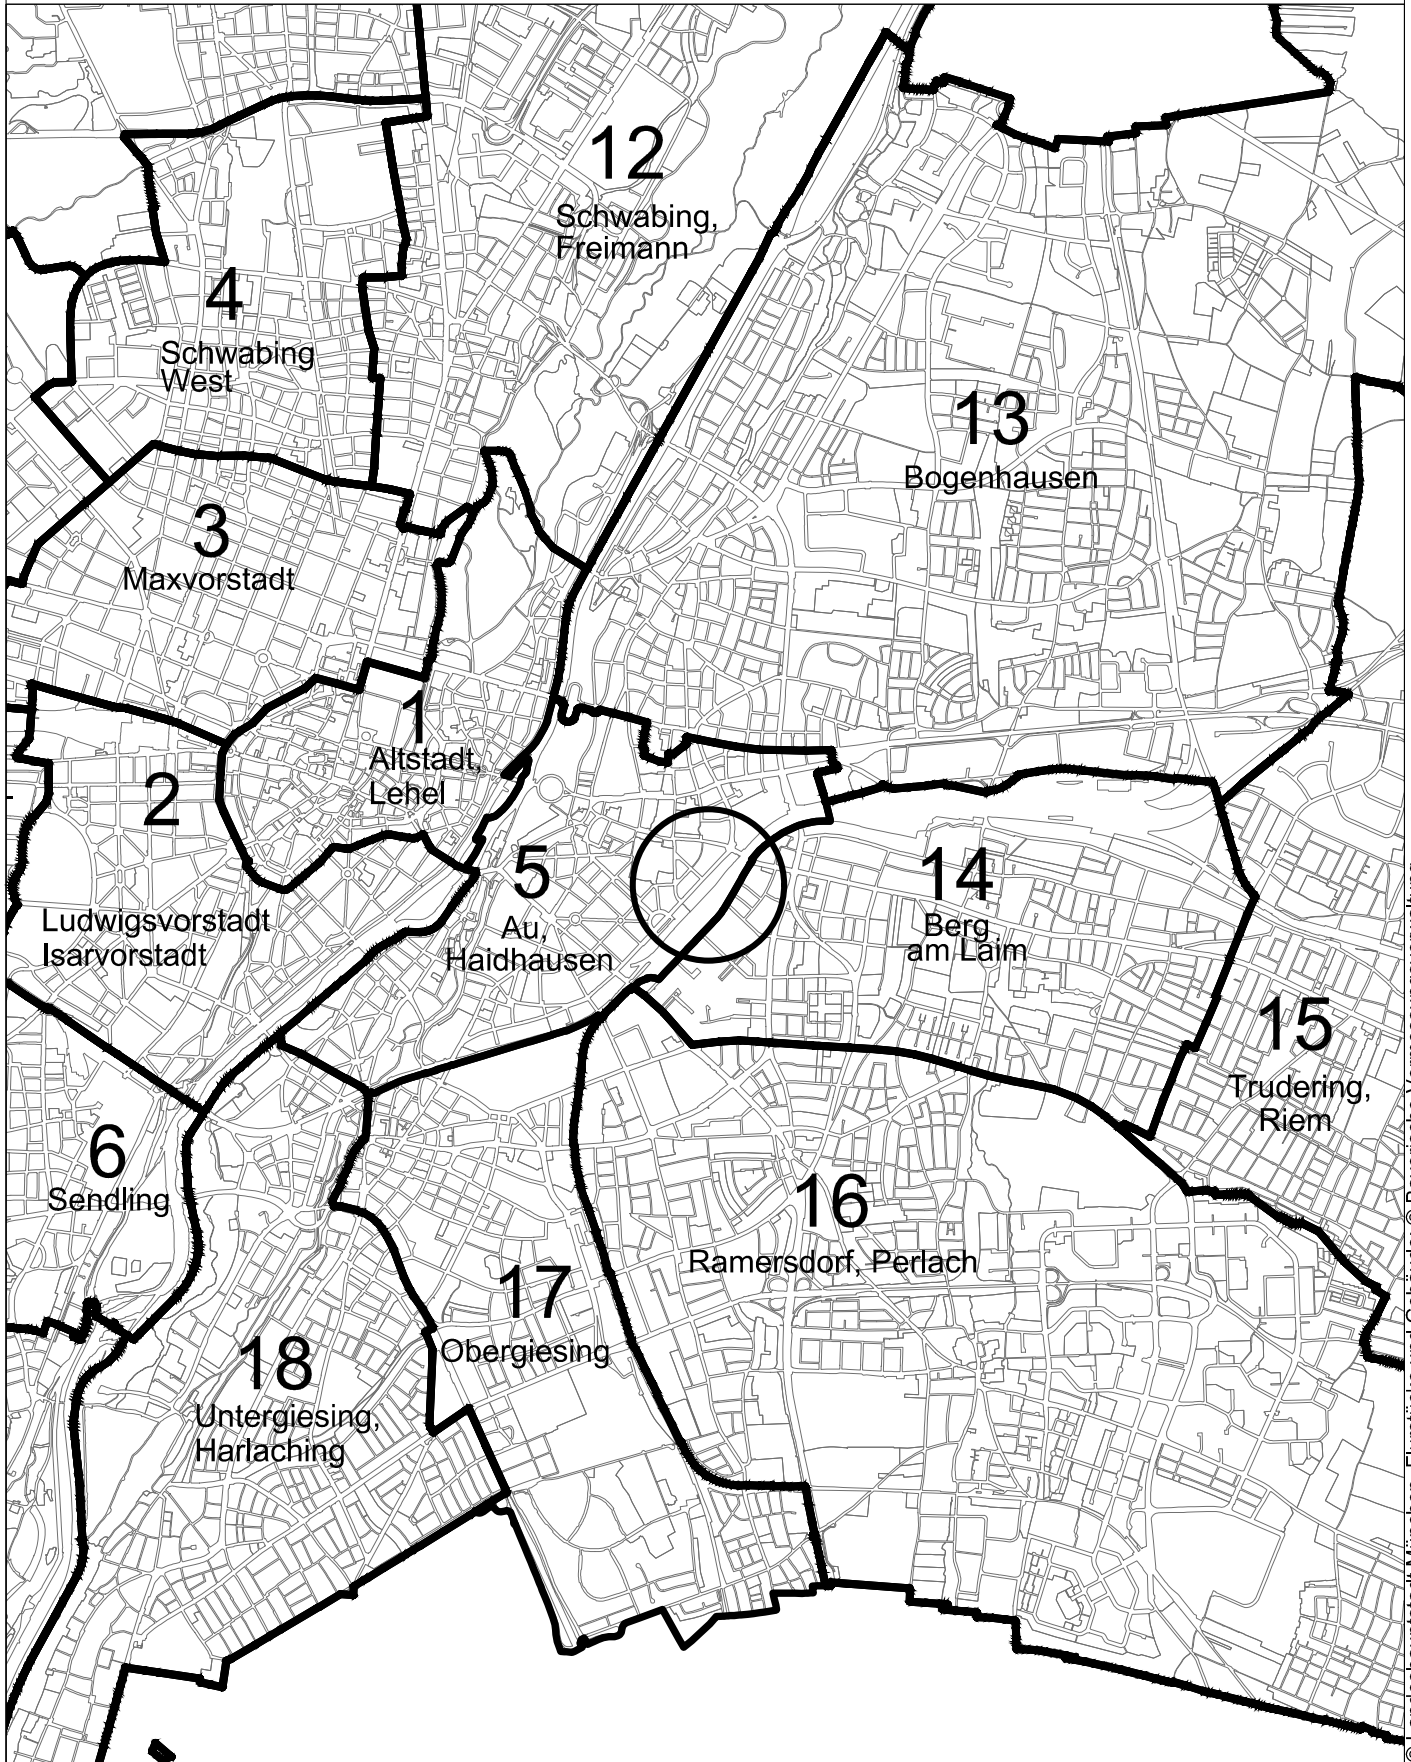 12
Schwabing,
Freimann
4
Schwabing
West
13
Bogenhausen
3
Maxvorstadt
1
Altstadt,
Lehel
2
Ludwigsvorstadt
Isarvorstadt
5
Au,
Haidhausen
14
Berg
am Laim
15
Trudering,
Riem
6
Sendling
16
Ramersdorf, Perlach
17
Obergiesing
18
Untergiesing,
Harlaching